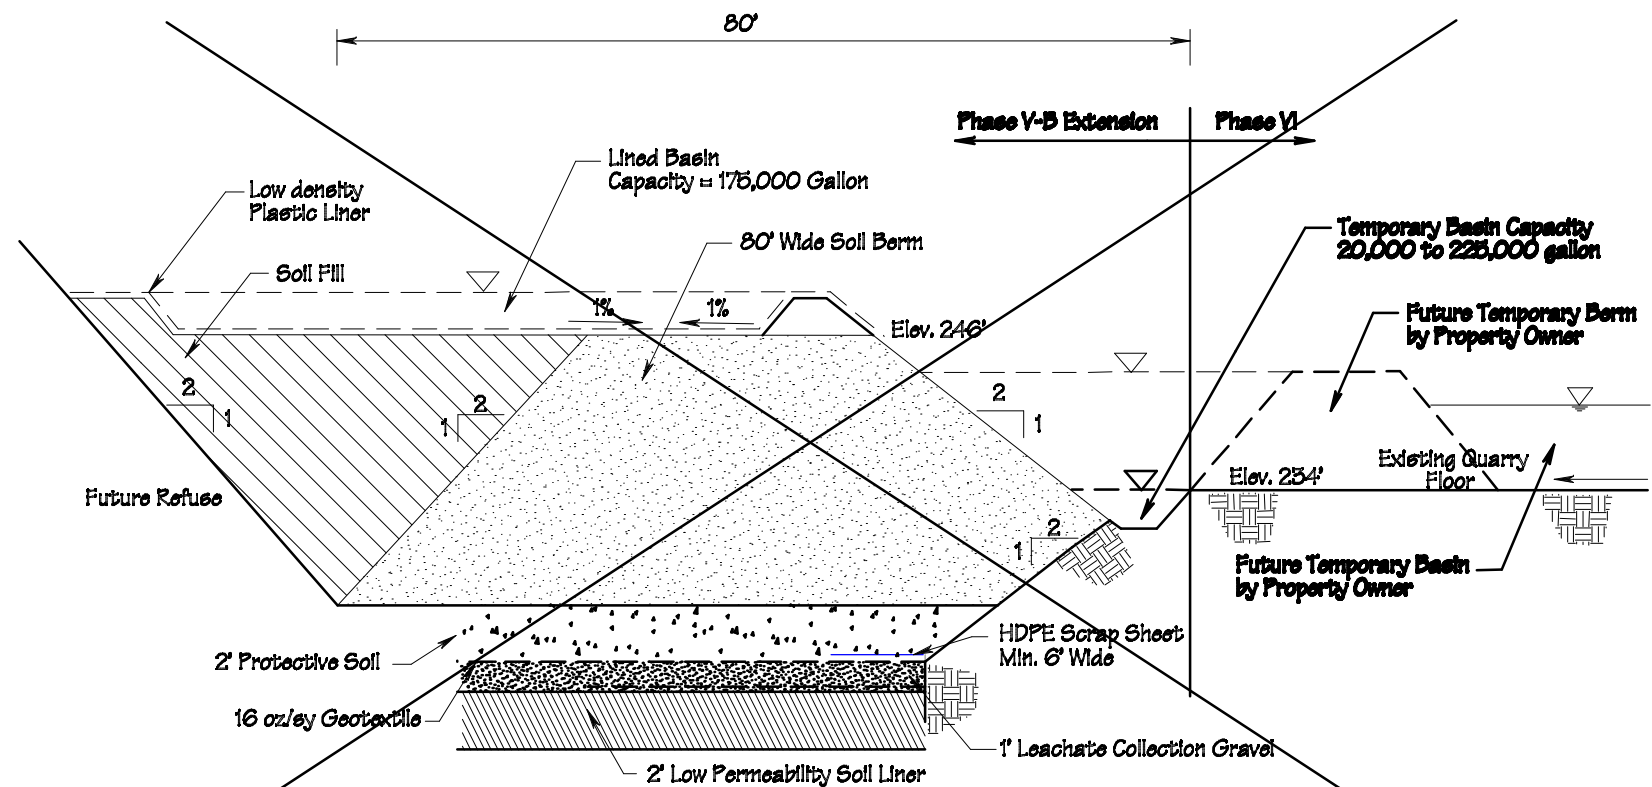 80'
Phase V-B Extension
Phase VI
Lined Basin
Capacity = 175,000 Gallon
Low density
Plastic Liner
80' Wide Soil Berm
Temporary Basin Capacity
20,000 to 225,000 gallon
Soil Fill
1%
1%
Elev. 246'
Future Temporary Berm
by Property Owner
2
1
2
1
2
1
Existing Quarry
Floor
Elev. 234'
Future Refuse
2
1
Future Temporary Basin
by Property Owner
HDPE Scrap Sheet
Min. 6' Wide
2' Protective Soil
16 oz/sy Geotextile
1' Leachate Collection Gravel
2' Low Permeability Soil Liner